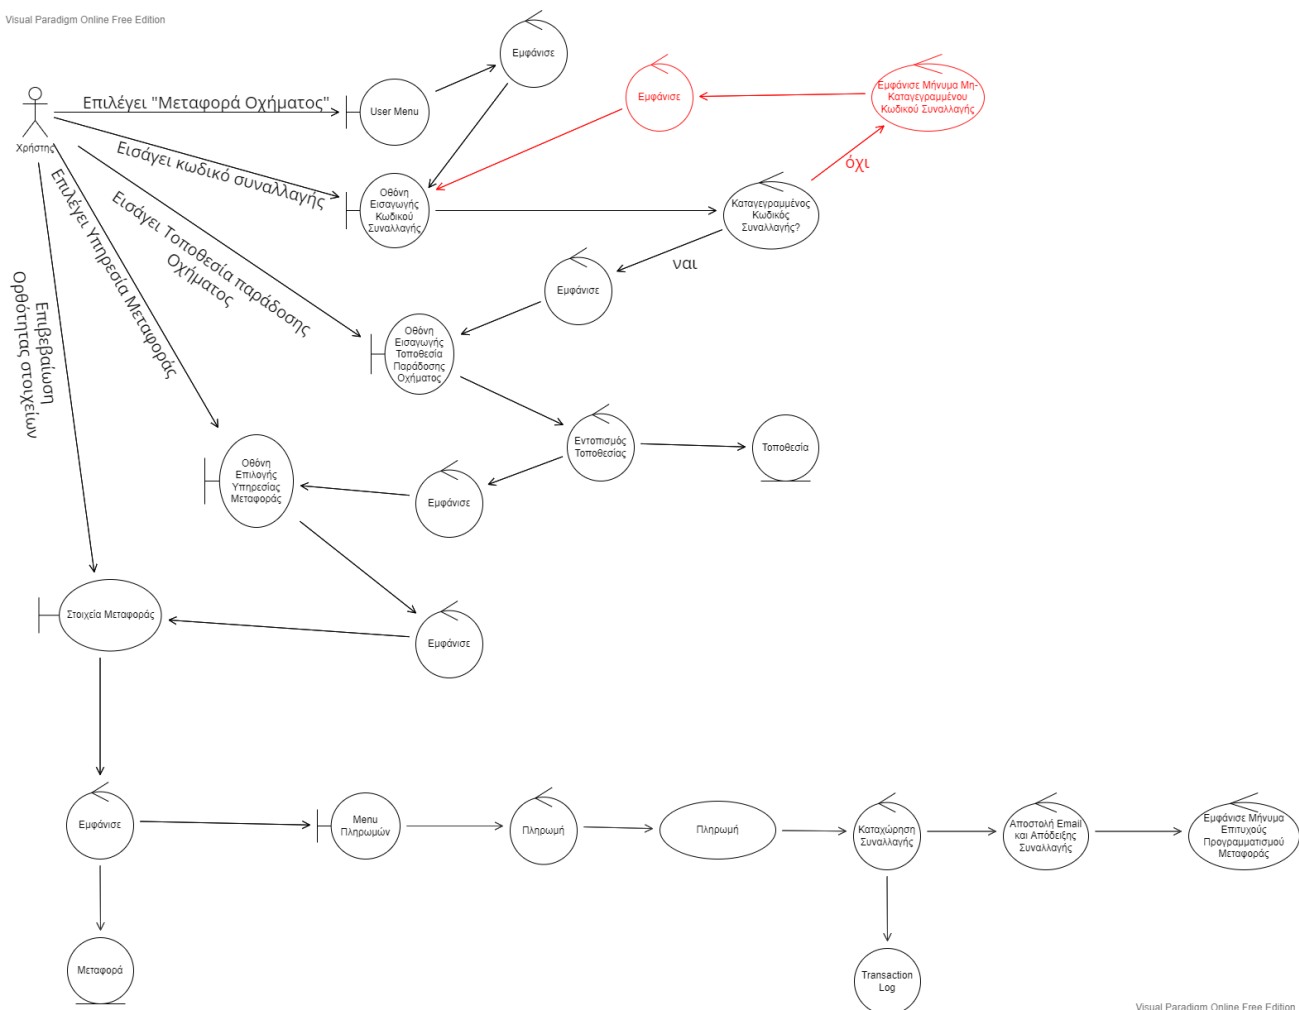 Visual Paradigm Online Free Edition
Εμφάνισε
Εμφάνισε
Εμφάνισε Μήνυμα Μη-
Καταγεγραμμένου
Κωδικού Συναλλαγής
Επιλέγει "Μεταφορά Οχήματος"
User Menu
Χρήστης
όχι
Εισάγει κωδικό συναλλαγής
Οθόνη
Εισαγωγής
Κωδικού
Συναλλαγής
Καταγεγραμμένος
Κωδικός
Συναλλαγής?
Επιλέγει Υπηρεσία Μεταφοράς
Εισάγει Τοποθεσία παράδοσης
Οχήματος
ναι
Εμφάνισε
Επιβεβαίωση
Ορθότητας στοιχείων
Οθόνη
Εισαγωγής
Τοποθεσία
Παράδοσης
Οχήματος
Εντοπισμός
Τοποθεσίας
Τοποθεσία
Οθόνη
Επιλογής
Υπηρεσίας
Μεταφοράς
Εμφάνισε
Στοιχεία Μεταφοράς
Εμφάνισε
Εμφάνισε
Menu
Πληρωμών
Πληρωμή
Πληρωμή
Καταχώρηση
Συναλλαγής
Αποστολή Email
και Απόδειξης
Συναλλαγής
Εμφάνισε Μήνυμα
Επιτυχούς
Προγραμματισμού
Μεταφοράς
Μεταφορά
Transaction
Log
Visual Paradigm Online Free Edition